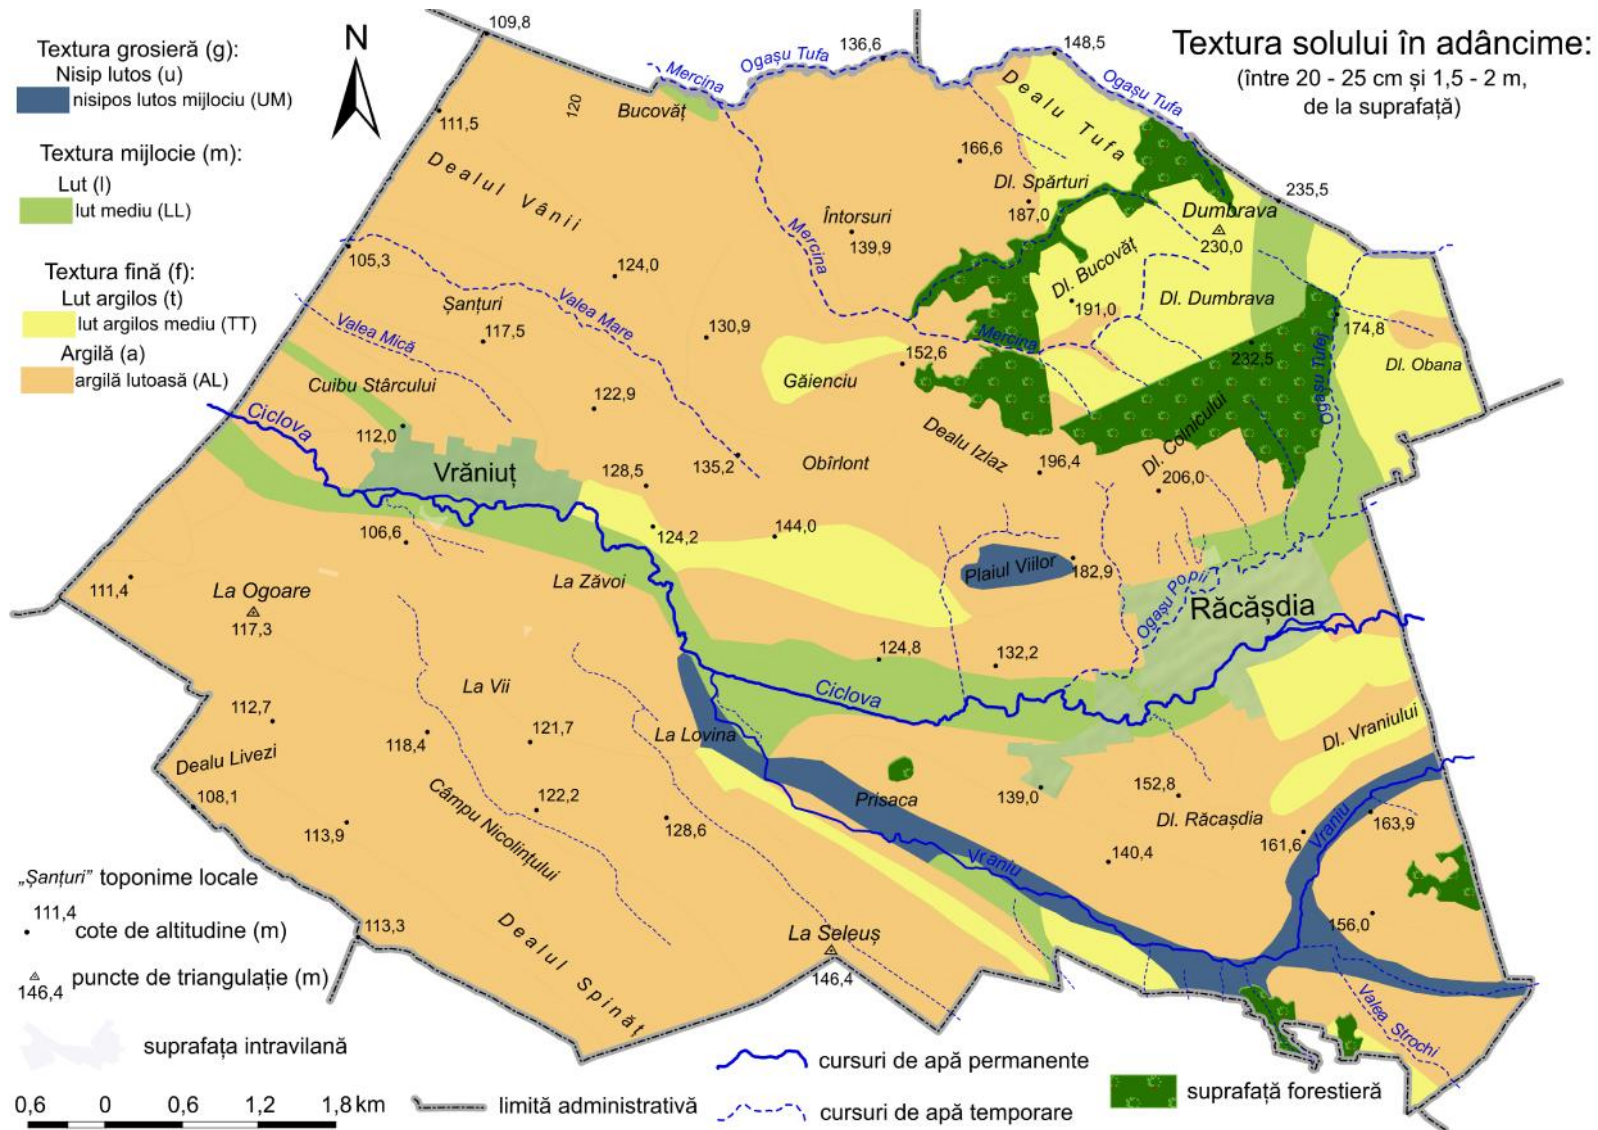 Textura solului în adâncime:
(între 20 - 25 cm și 1,5 - 2 m,
de la suprafață)
Textura grosieră (g):
Nisip lutos (u)
nisipos lutos mijlociu (UM)
Textura mijlocie (m):
Lut (l)
lut mediu (LL)
Textura fină (f):
Lut argilos (t)
lut argilos mediu (TT)
Argilă (a)
argilă lutoasă (AL)
N
109,8
136,6
148,5
Ogașu Tufa
Mercina
Ogașu Tufa
Dealu Tufa
120
Bucovăț
111,5
166,6
Dealul Vânii
Dl. Spărturi
187,0
235,5
Dumbrava
230,0
Întorsuri
139,9
Mercina
105,3
124,0
Dl. Bucovăț
191,0
Dl. Dumbrava
Șanțuri
117,5
Valea Mare
Valea Mică
130,9
174,8
Mercina
232,5
152,6
Ogașu Tufei
Dl. Obana
Găienciu
Cuibu Stârcului
122,9
Ciclova
112,0
Dealu Izlaz
Dl. Colnicului
Vrăniuț
128,5
135,2
Obîrlont
196,4
206,0
106,6
124,2
144,0
Plaiul Viilor
182,9
111,4
La Ogoare
117,3
La Zăvoi
Ogașu Popii
Răcășdia
124,8
132,2
La Vii
Ciclova
112,7
118,4
121,7
La Lovina
Dl. Vraniului
Dealu Livezi
108,1
Câmpu Nicolințului
122,2
128,6
Prisaca
139,0
152,8
Dl. Răcașdia
161,6
Vraniu
163,9
113,9
140,4
Vraniu
156,0
113,3
Dealul Spinăț
La Seleuș
146,4
Valea Strochi
„Șanțuri” toponime locale
111,4
cote de altitudine (m)
puncte de triangulație (m)
146,4
suprafața intravilană
cursuri de apă permanente
suprafață forestieră
0,6 0 0,6 1,2 1,8 km
limită administrativă
cursuri de apă temporare